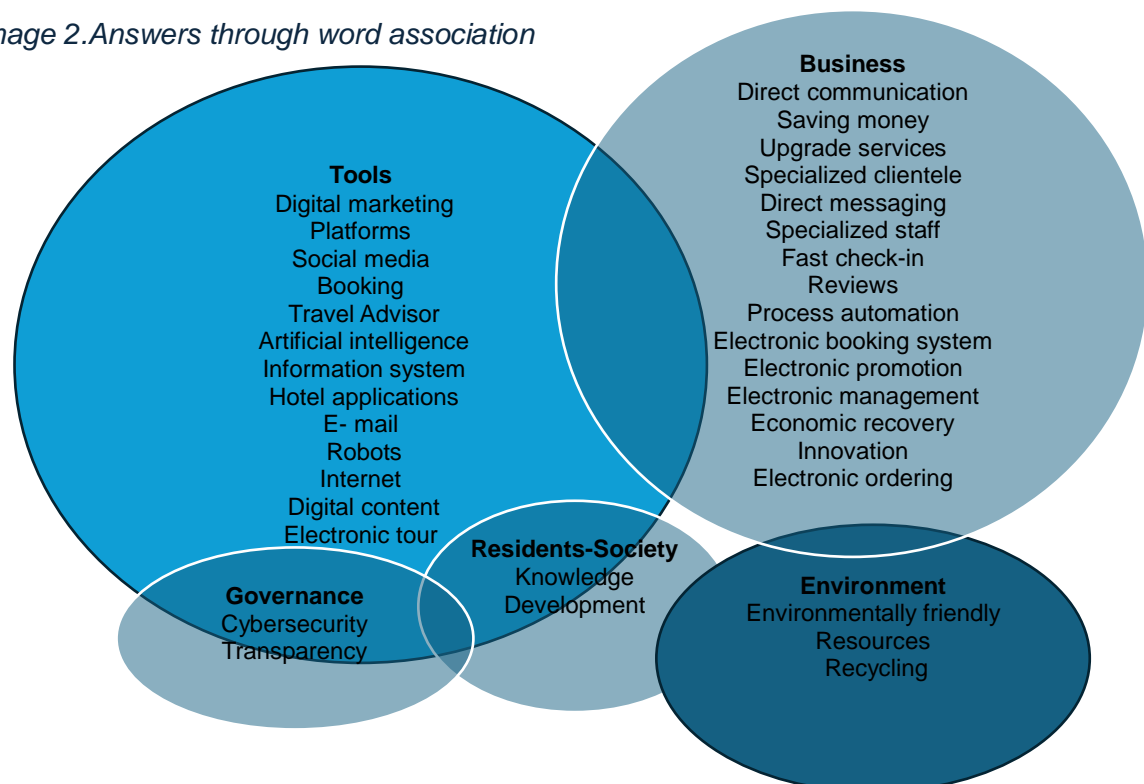 nage 2.Answers through word association
Tools
Digital marketing
Platforms
Social media
Booking
Travel Advisor
Artificial intelligence
Information system
Hotel applications
E- mail
Robots
Internet
Digital content
Electronic tour
Business
Direct communication
Saving money
Upgrade services
Specialized clientele
Direct messaging
Specialized staff
Fast check-in
Reviews
Process automation
Electronic booking system
Electronic promotion
Electronic management
Economic recovery
Innovation
Electronic ordering
Governance
Cybersecurity
Transparency
Residents-Society
Knowledge
Development
Environment
Environmentally friendly
Resources
Recycling